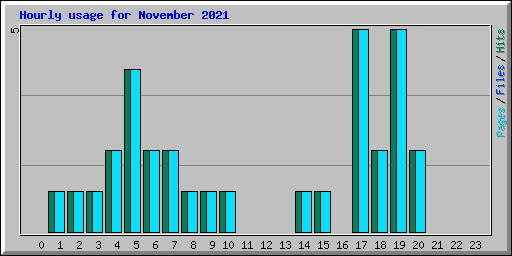 Hourly usage for November 2021
5
Pages/Files/Hits
0 1 2 3 4 5 6 7 8 9 10 11 12 13 14 15 16 17 18 19 20 21 22 23